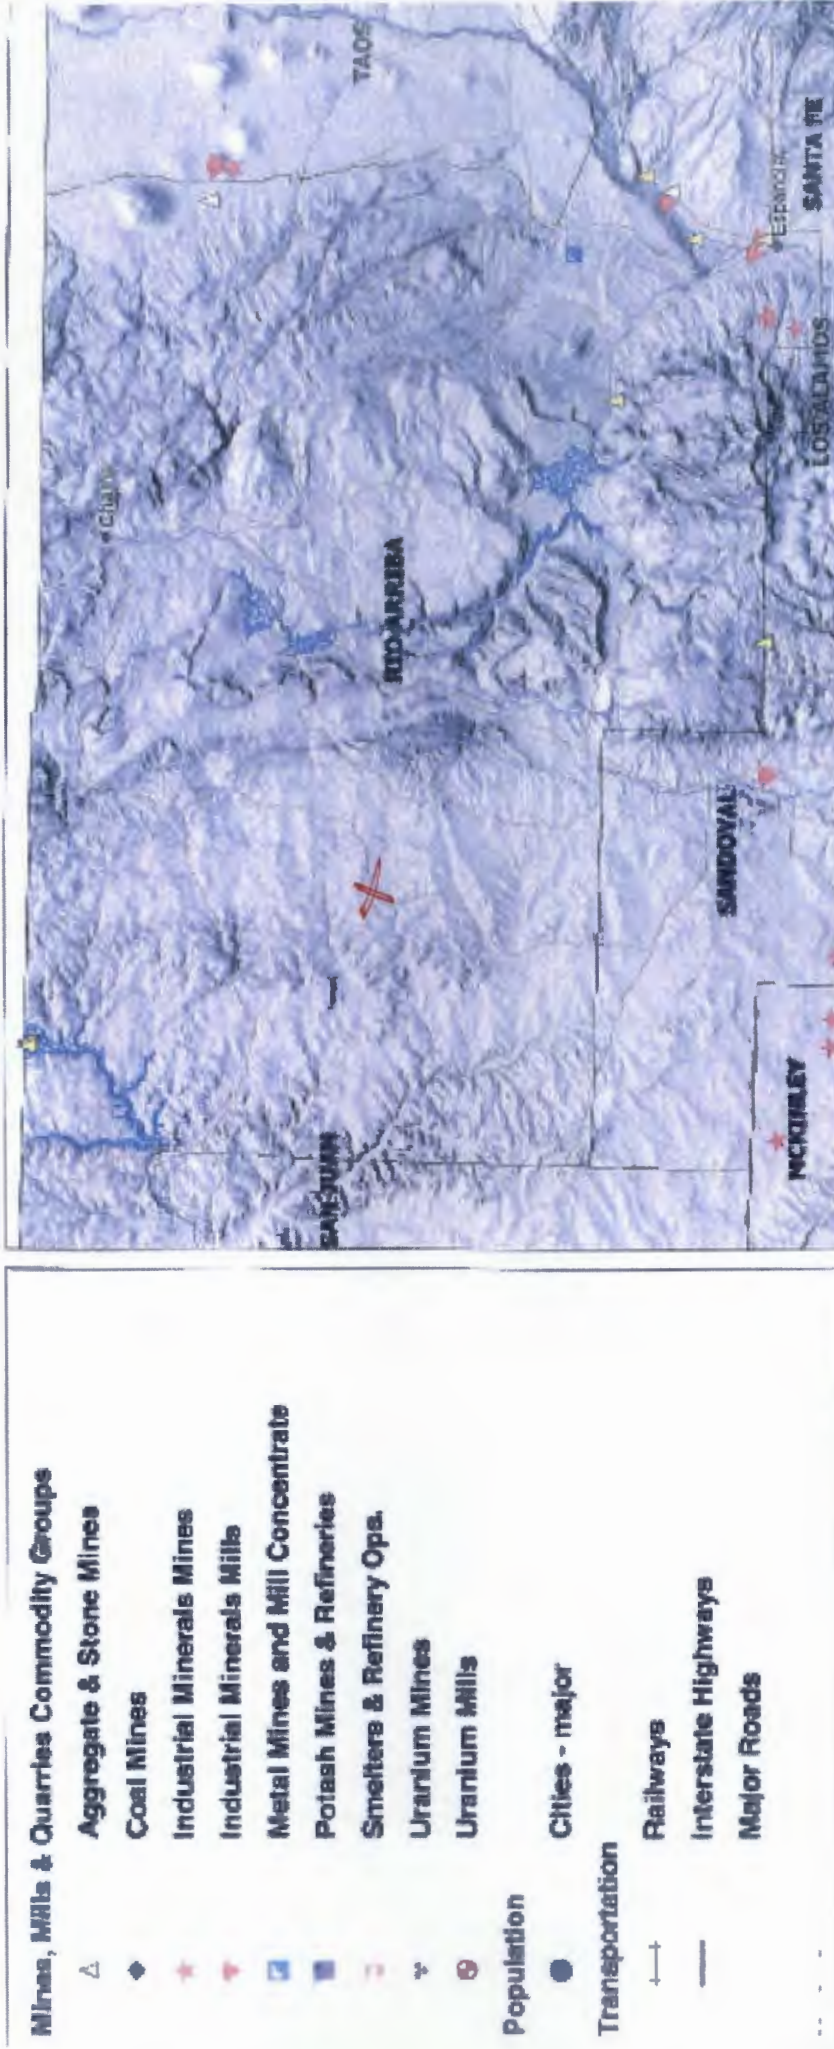 Mines, Mills & Quarries Commodity Groups
Aggregate & Stone Mines
Coal Mines
Industrial Minerals Mines
Industrial Minerals Mills
Metal Mines and Mill Concentrate
Potash Mines & Refineries
Smelters & Refinery Ops.
Uranium Mines
Uranium Mills
Population
Cities - major
Transportation
Railways
Interstate Highways
Major Roads
TAOS
Chama
RIO ARRIBA
SAN JUAN
Espanola
SANTA FE
LOS ALAMOS
SANDOVAL
MCKINLEY